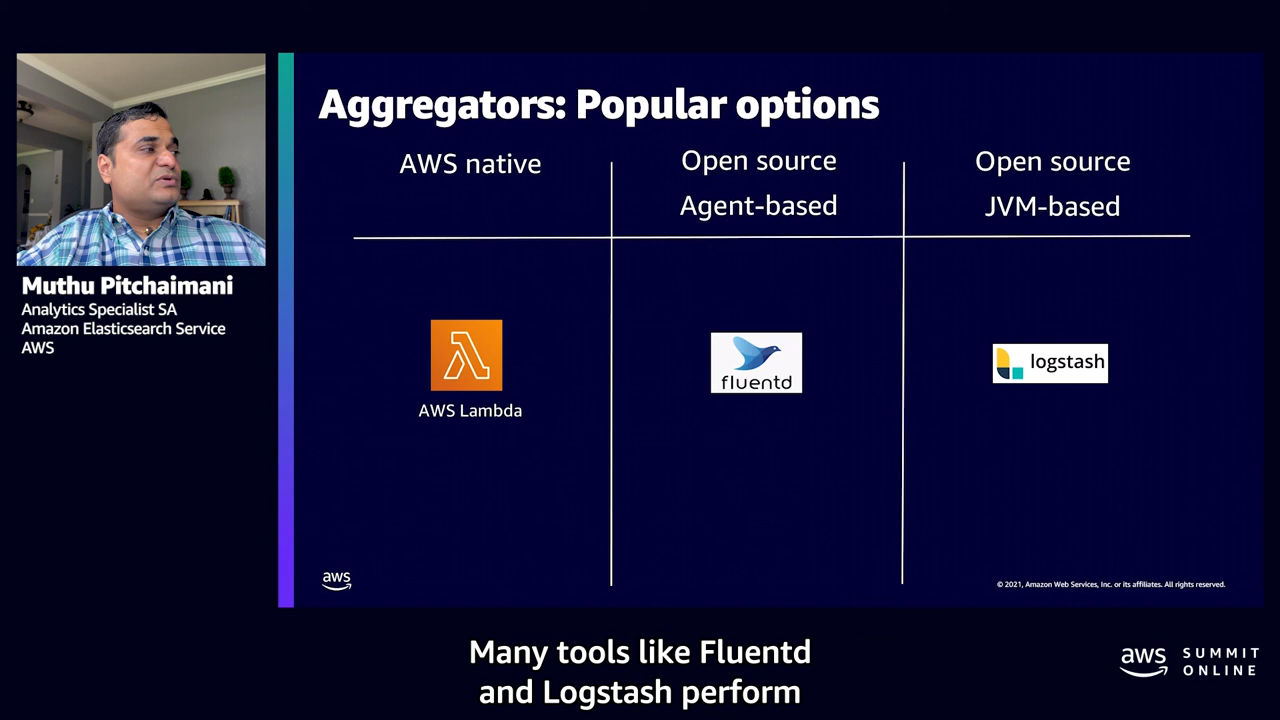 Aggregators: Popular options
AWS native
Open source
Agent-based
Open source
JVM-based
Muthu Pitchaimani
Analytics Specialist SA
Amazon Elasticsearch Service
AWS
AWS Lambda
fluentd
logstash
aws
© 2021, Amazon Web Services, Inc. or its affiliates. All rights reserved.
Many tools like Fluentd
and Logstash perform
aws
SUMMIT
ONLINE